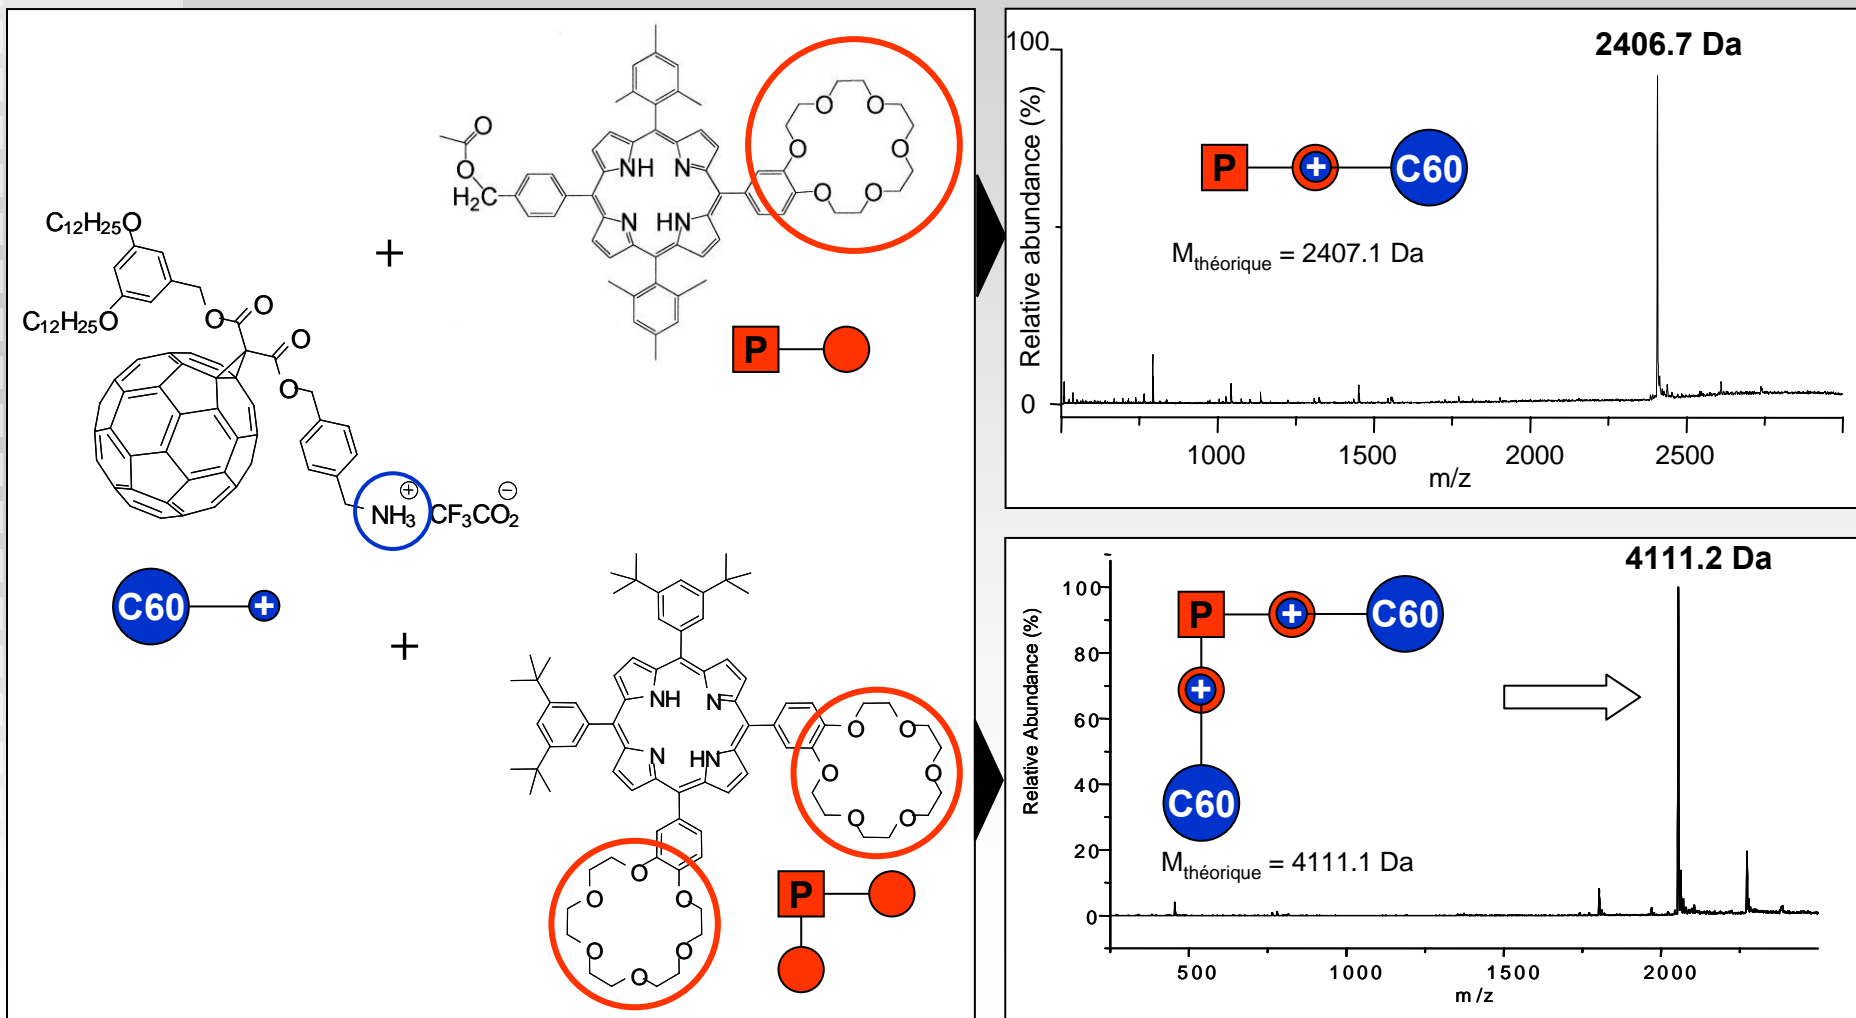 C12H25O
C12H25O
O
O
O
O
NH3 + CF3CO2 −
C60 +
+
+
O
O
H2C
NH
N
N
HN
O
O
O
O
O
O
P
NH
N
N
HN
O
O
O
O
O
O
O
O
O
O
O
O
P
2406.7 Da
Relative abundance (%)
100
0
P + C60
Mthéorique = 2407.1 Da
1000 1500 2000 2500
m/z
4111.2 Da
Relative Abundance (%)
100
80
60
40
20
0
P + C60
+
C60
Mthéorique = 4111.1 Da
500 1000 1500 2000
m/z